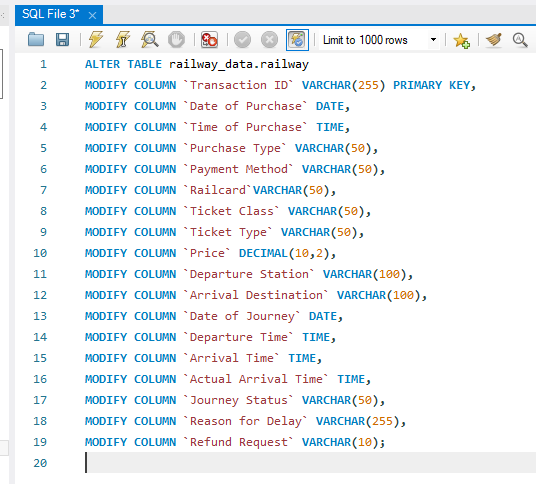 SQL File 3*
Limit to 1000 rows
1 ALTER TABLE railway_data.railway
2 MODIFY COLUMN `Transaction ID` VARCHAR(255) PRIMARY KEY,
3 MODIFY COLUMN `Date of Purchase` DATE,
4 MODIFY COLUMN `Time of Purchase` TIME,
5 MODIFY COLUMN `Purchase Type` VARCHAR(50),
6 MODIFY COLUMN `Payment Method` VARCHAR(50),
7 MODIFY COLUMN `Railcard`VARCHAR(50),
8 MODIFY COLUMN `Ticket Class` VARCHAR(50),
9 MODIFY COLUMN `Ticket Type` VARCHAR(50),
10 MODIFY COLUMN `Price` DECIMAL(10,2),
11 MODIFY COLUMN `Departure Station` VARCHAR(100),
12 MODIFY COLUMN `Arrival Destination` VARCHAR(100),
13 MODIFY COLUMN `Date of Journey` DATE,
14 MODIFY COLUMN `Departure Time` TIME,
15 MODIFY COLUMN `Arrival Time` TIME,
16 MODIFY COLUMN `Actual Arrival Time` TIME,
17 MODIFY COLUMN `Journey Status` VARCHAR(50),
18 MODIFY COLUMN `Reason for Delay` VARCHAR(255),
19 MODIFY COLUMN `Refund Request` VARCHAR(10);
20